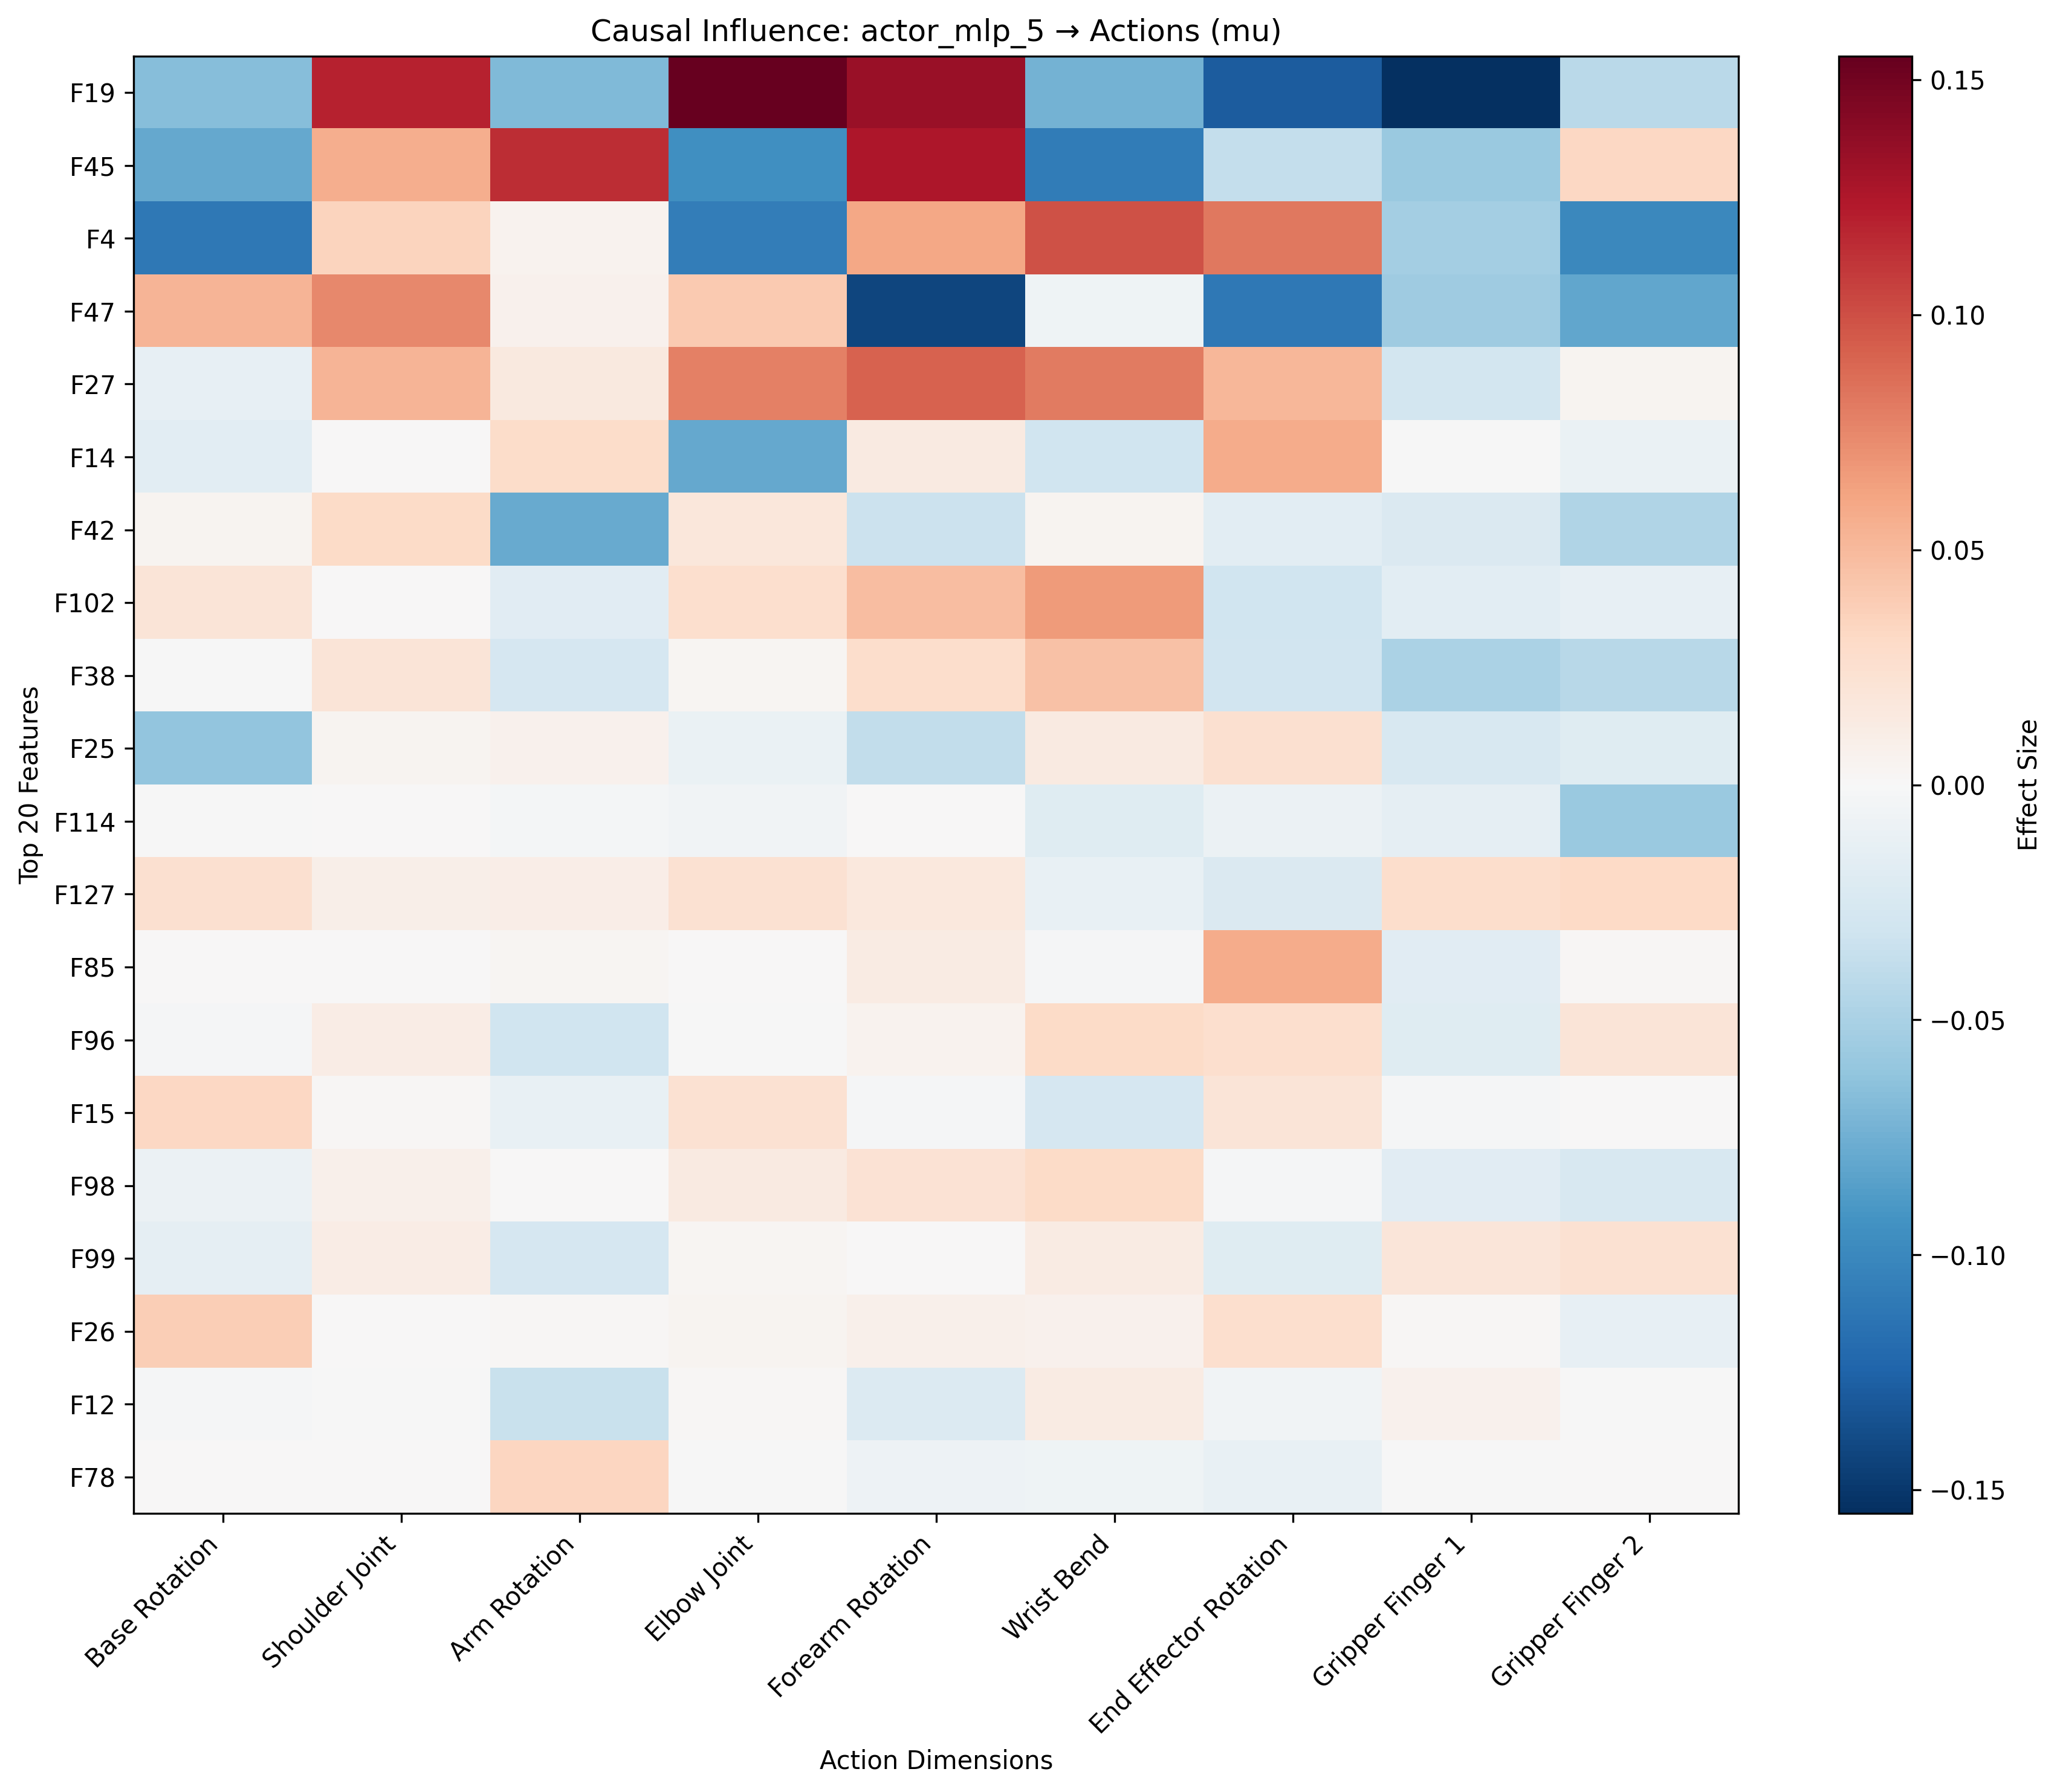 Causal Influence: actor_mlp_5 → Actions (mu)
Top 20 Features
F19
F45
F4
F47
F27
F14
F42
F102
F38
F25
F114
F127
F85
F96
F15
F98
F99
F26
F12
F78
Base Rotation
Shoulder Joint
Arm Rotation
Elbow Joint
Forearm Rotation
Wrist Bend
End Effector Rotation
Gripper Finger 1
Gripper Finger 2
Action Dimensions
0.15
0.10
0.05
0.00
−0.05
−0.10
−0.15
Effect Size